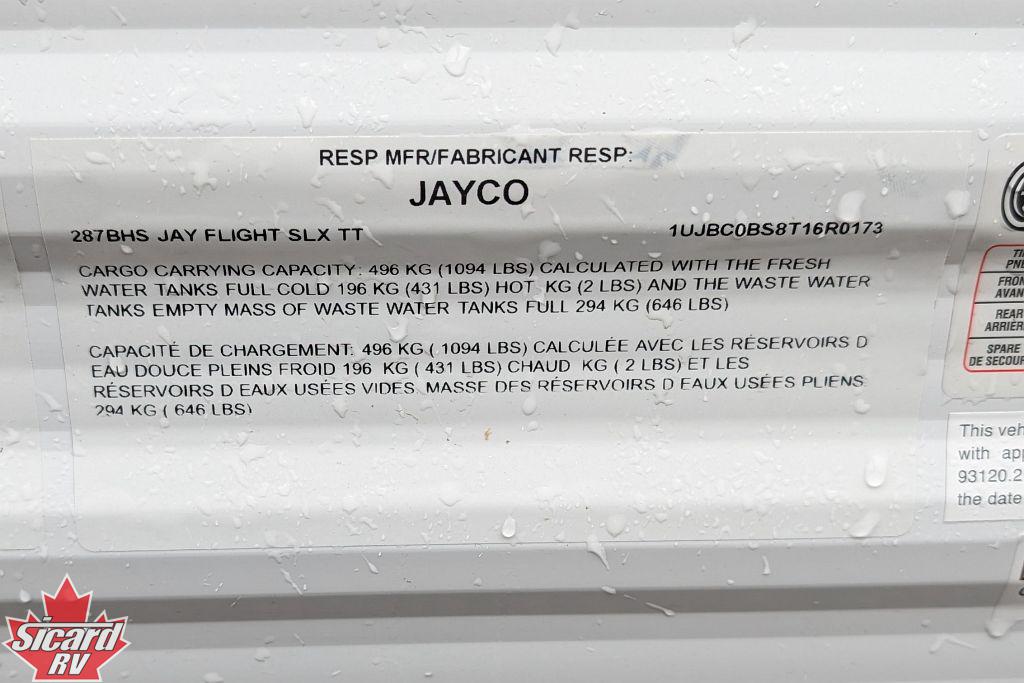 RESP MFR/FABRICANT RESP:
JAYCO
287BHS JAY FLIGHT SLX TT 1UJBC0BS8T16R0173
CARGO CARRYING CAPACITY: 496 KG (1094 LBS) CALCULATED WITH THE FRESH
WATER TANKS FULL COLD 196 KG (431 LBS) HOT KG (2 LBS) AND THE WASTE WATER
TANKS EMPTY MASS OF WASTE WATER TANKS FULL 294 KG (646 LBS)
CAPACITÉ DE CHARGEMENT: 496 KG ( 1094 LBS) CALCULÉE AVEC LES RÉSERVOIRS D
EAU DOUCE PLEINS FROID 196 KG ( 431 LBS) CHAUD KG ( 2 LBS) ET LES
RÉSERVOIRS D EAUX USÉES VIDES. MASSE DES RÉSERVOIRS D EAUX USÉES PLIENS
294 KG ( 646 LBS)
FRON
AVAN
REAR
ARRIÈR
SPARE
DE SECOUR
This veh
with app
93120.2
the date
Sicard
RV